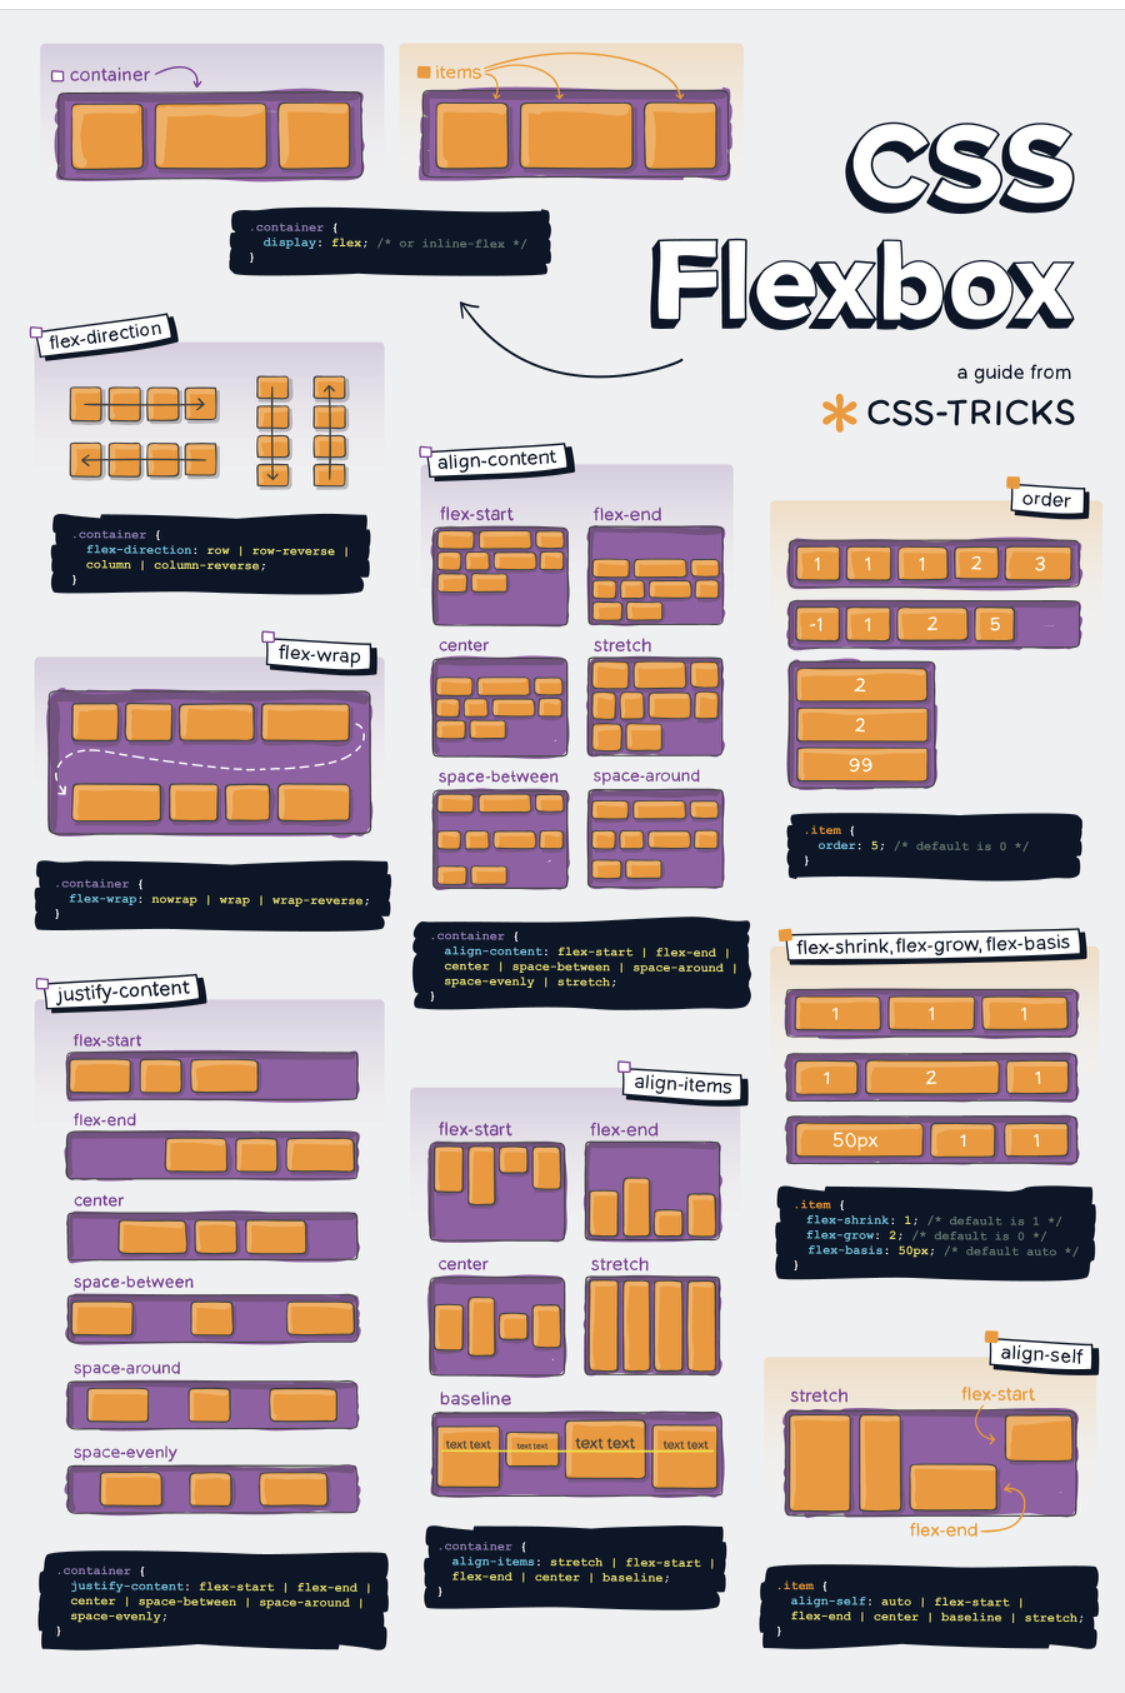 container
items
.container {
display: flex; /* or inline-flex */
}
CSS
Flexbox
a guide from
CSS-TRICKS
flex-direction
.container {
flex-direction: row | row-reverse |
column | column-reverse;
}
flex-wrap
.container {
flex-wrap: nowrap | wrap | wrap-reverse;
}
justify-content
flex-start
flex-end
center
space-between
space-around
space-evenly
.container {
justify-content: flex-start | flex-end |
center | space-between | space-around |
space-evenly;
}
align-content
flex-start
flex-end
center
stretch
space-between
space-around
.container {
align-content: flex-start | flex-end |
center | space-between | space-around |
space-evenly | stretch;
}
align-items
flex-start
flex-end
center
stretch
baseline
text text
text text
text text
text text
.container {
align-items: stretch | flex-start |
flex-end | center | baseline;
}
order
1 1 1 2 3
-1 1 2 5
2
2
99
.item {
order: 5; /* default is 0 */
}
flex-shrink, flex-grow, flex-basis
1 1 1
1 2 1
50px 1 1
.item {
flex-shrink: 1; /* default is 1 */
flex-grow: 2; /* default is 0 */
flex-basis: 50px; /* default auto */
}
align-self
stretch
flex-start
flex-end
.item {
align-self: auto | flex-start |
flex-end | center | baseline | stretch;
}